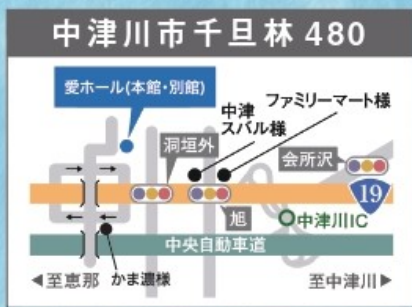 中津川市千旦林 480
愛ホール(本館・別館)
中津
スバル様
ファミリーマート様
洞垣外
会所沢
19
旭
中津川IC
中央自動車道
◀至恵那
かま濃様
至中津川▶